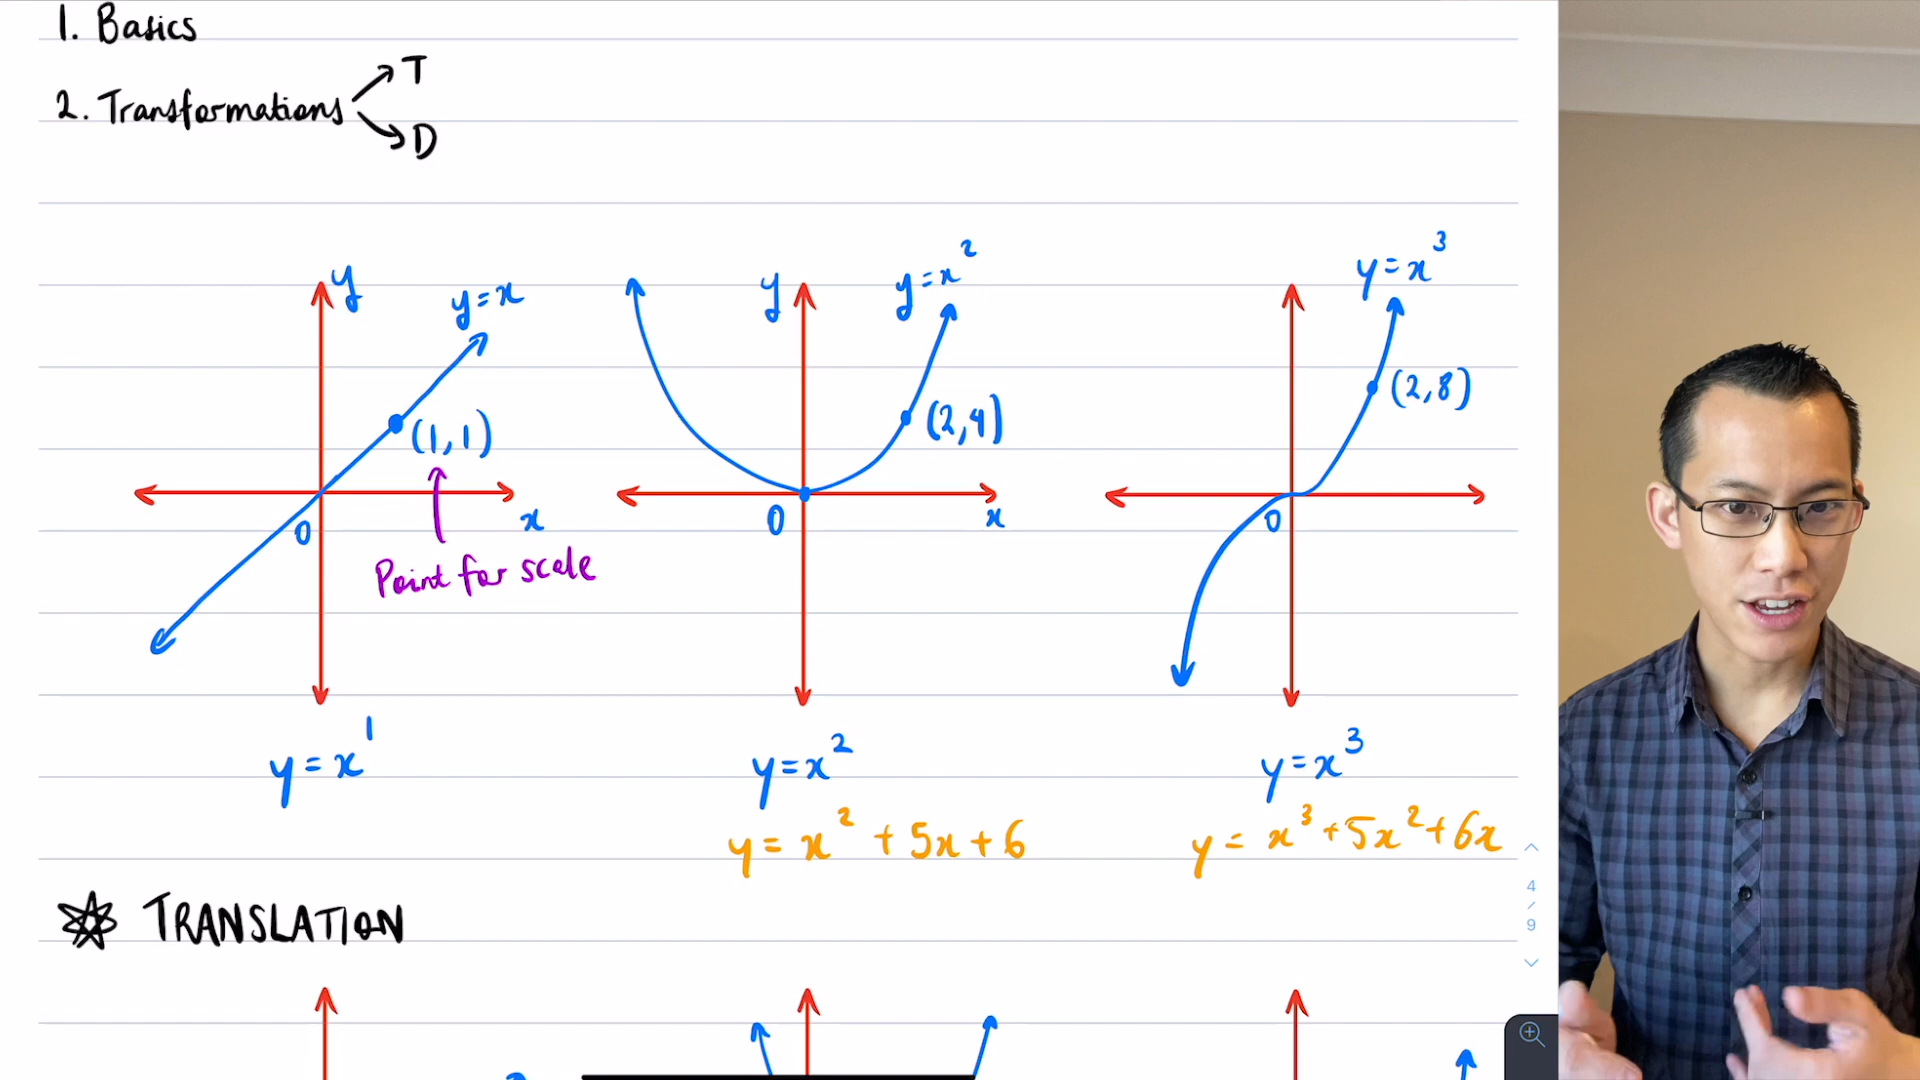 1. Basics
2. Transformations
T
D
y
y=x
(1,1)
0
x
Point for scale
y
y=x²
(2,4)
0
x
y=x³
(2,8)
0
y=x¹
y=x²
y=x³
y=x²+5x+6
y=x³+5x²+6x
TRANSLATION
4
/
9